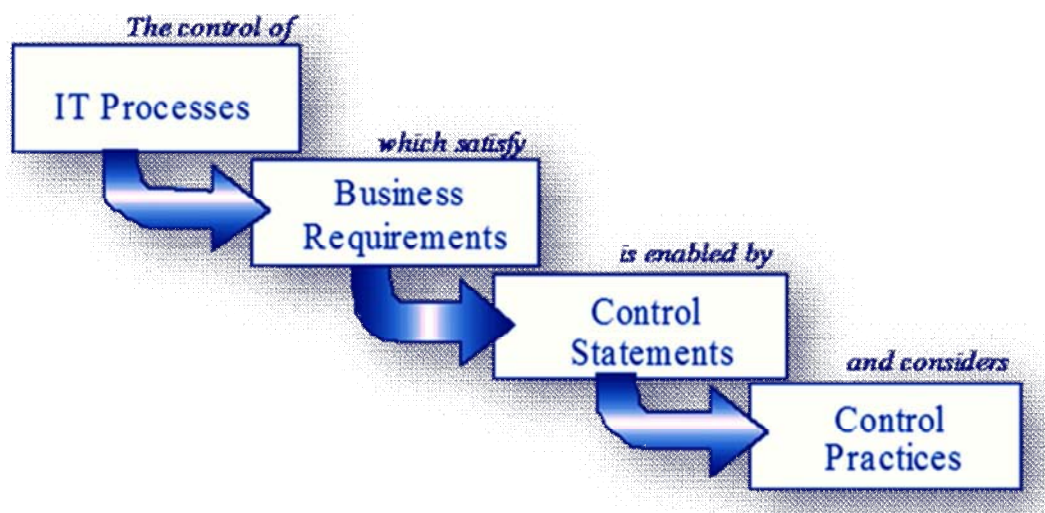 The control of
IT Processes
which satisfy
Business
Requirements
is enabled by
Control
Statements
and considers
Control
Practices